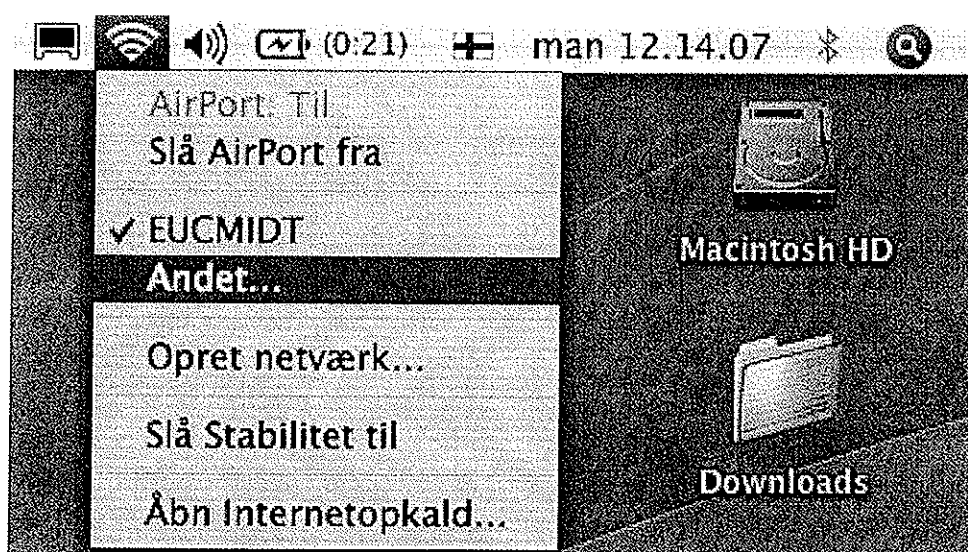 (0:21) man 12.14.07
AirPort: Til
Slå AirPort fra
✓ EUCMIDT
Andet...
Opret netværk...
Slå Stabilitet til
Åbn Internetopkald...
Macintosh HD
Downloads